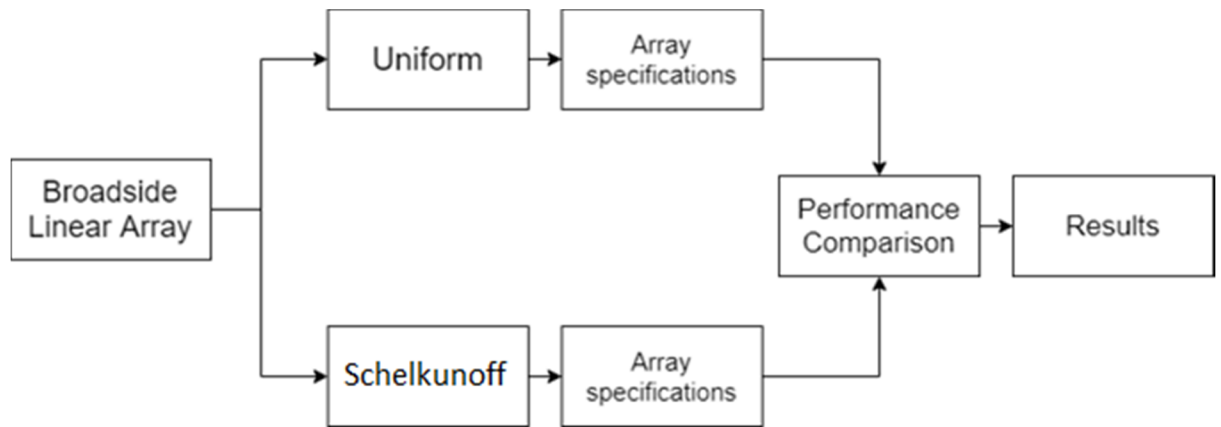 Broadside
Linear Array
Uniform
Array
specifications
Schelkunoff
Array
specifications
Performance
Comparison
Results